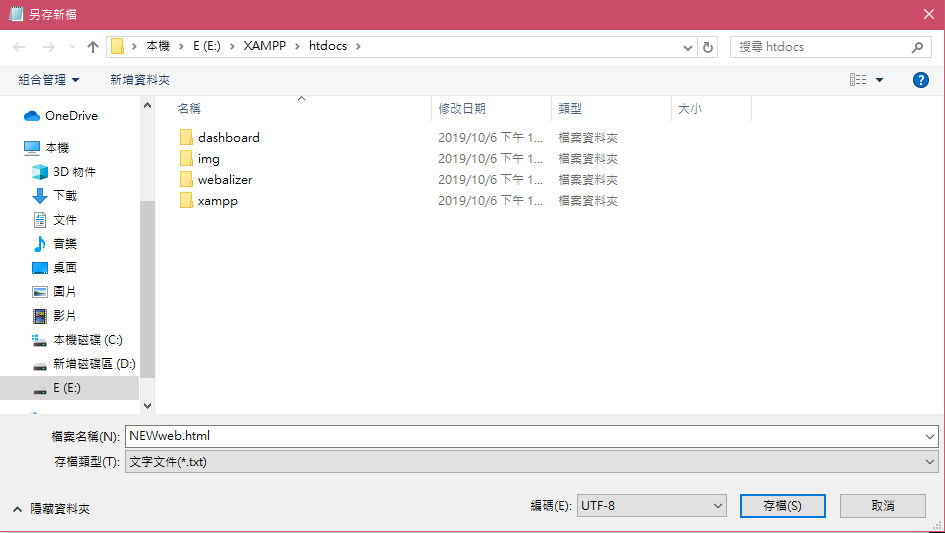 另存新檔
本機 E (E:) XAMPP htdocs
搜尋 htdocs
組合管理 新增資料夾
OneDrive
本機
3D 物件
下載
文件
音樂
桌面
圖片
影片
本機磁碟 (C:)
新增磁碟區 (D:)
E (E:)
名稱 修改日期 類型 大小
dashboard 2019/10/6 下午 1... 檔案資料夾
img 2019/10/6 下午 1... 檔案資料夾
webalizer 2019/10/6 下午 1... 檔案資料夾
xampp 2019/10/6 下午 1... 檔案資料夾
檔案名稱(N): NEWweb.html
存檔類型(T): 文字文件(*.txt)
隱藏資料夾 編碼(E): UTF-8 存檔(S) 取消